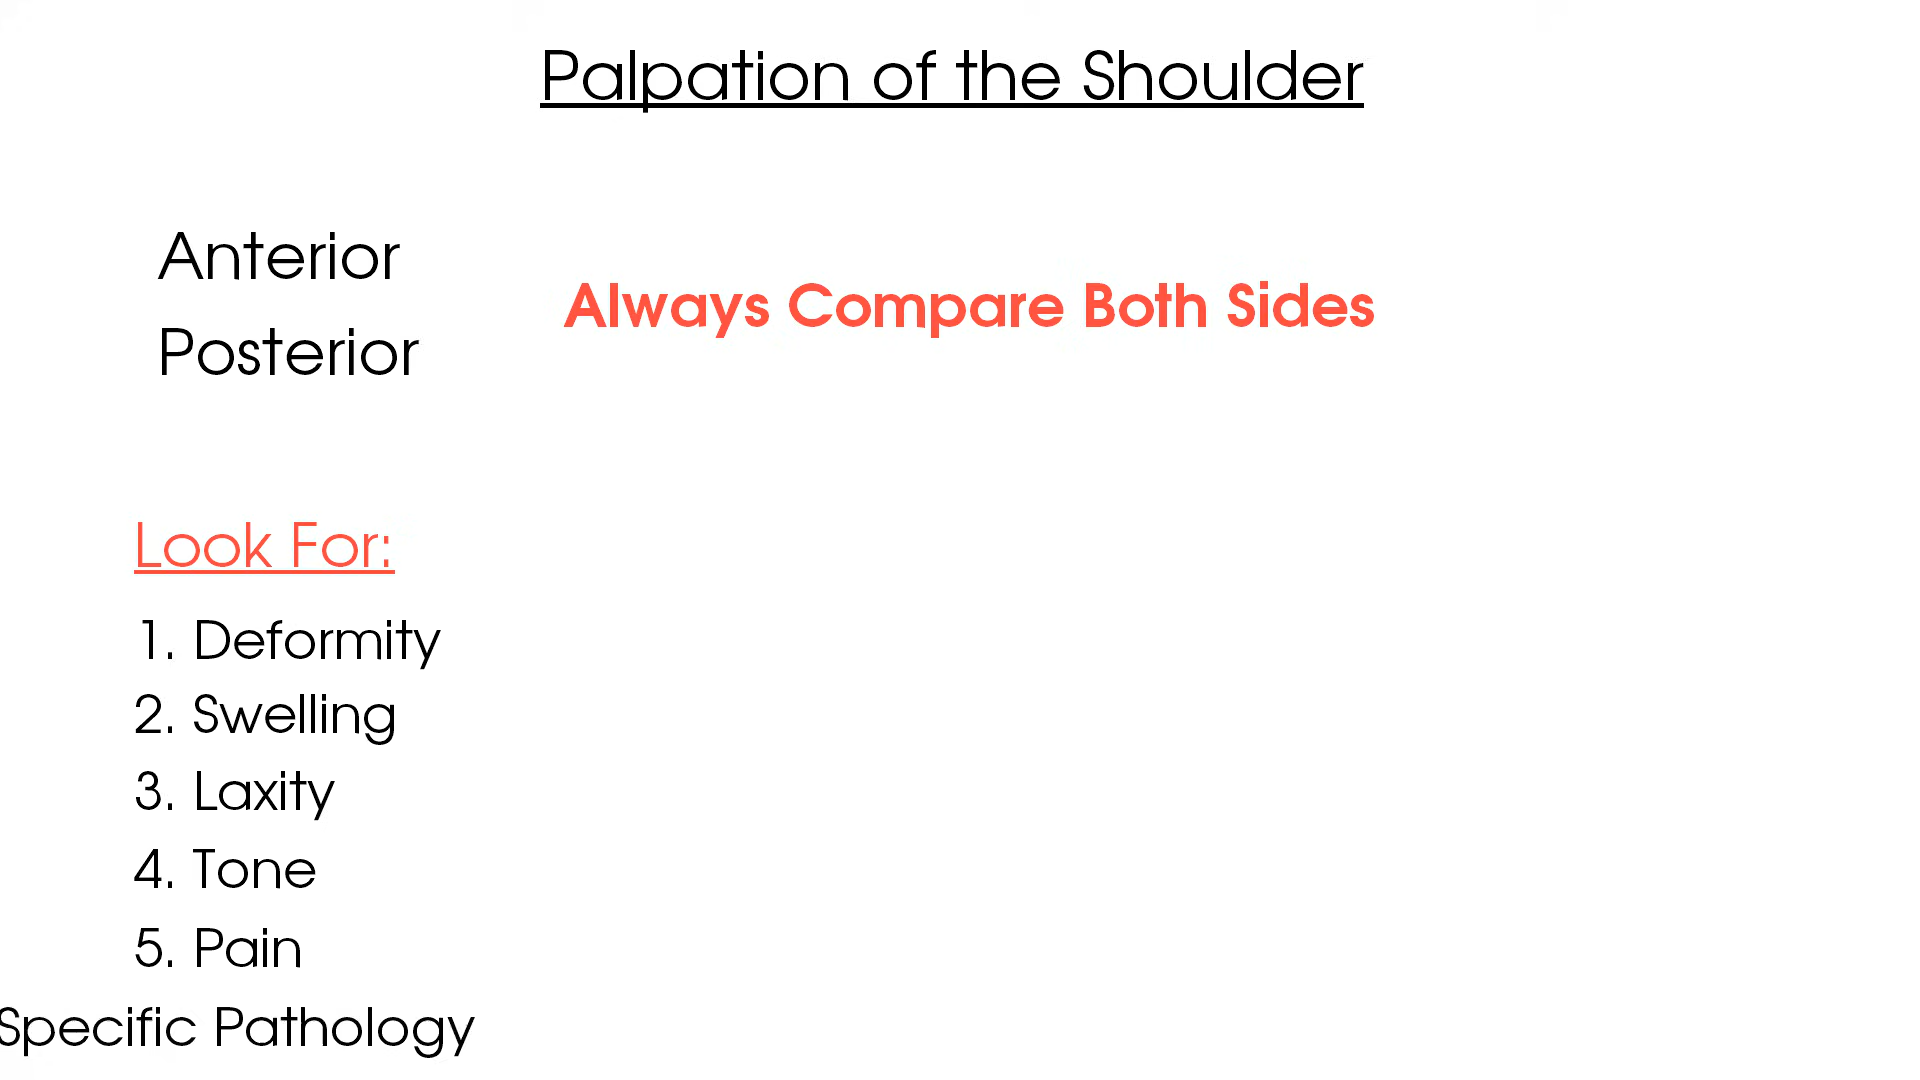 Palpation of the Shoulder
Anterior
Always Compare Both Sides
Posterior
Look For:
1. Deformity
2. Swelling
3. Laxity
4. Tone
5. Pain
Specific Pathology